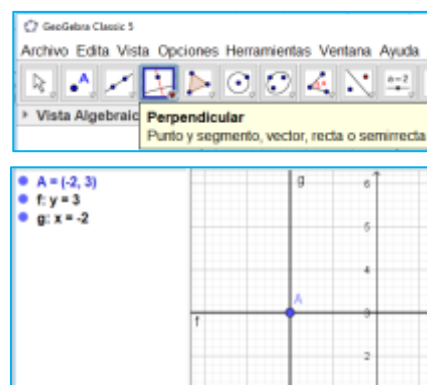 GeoGebra Classic 5
Archivo Edita Vista Opciones Herramientas Ventana Ayuda
A
a=2
Vista Algebraic
Perpendicular
Punto y segmento, vector, recta o semirrecta
A = (-2, 3)
f: y = 3
g: x = -2
g
6
5
4
A
3
f
2